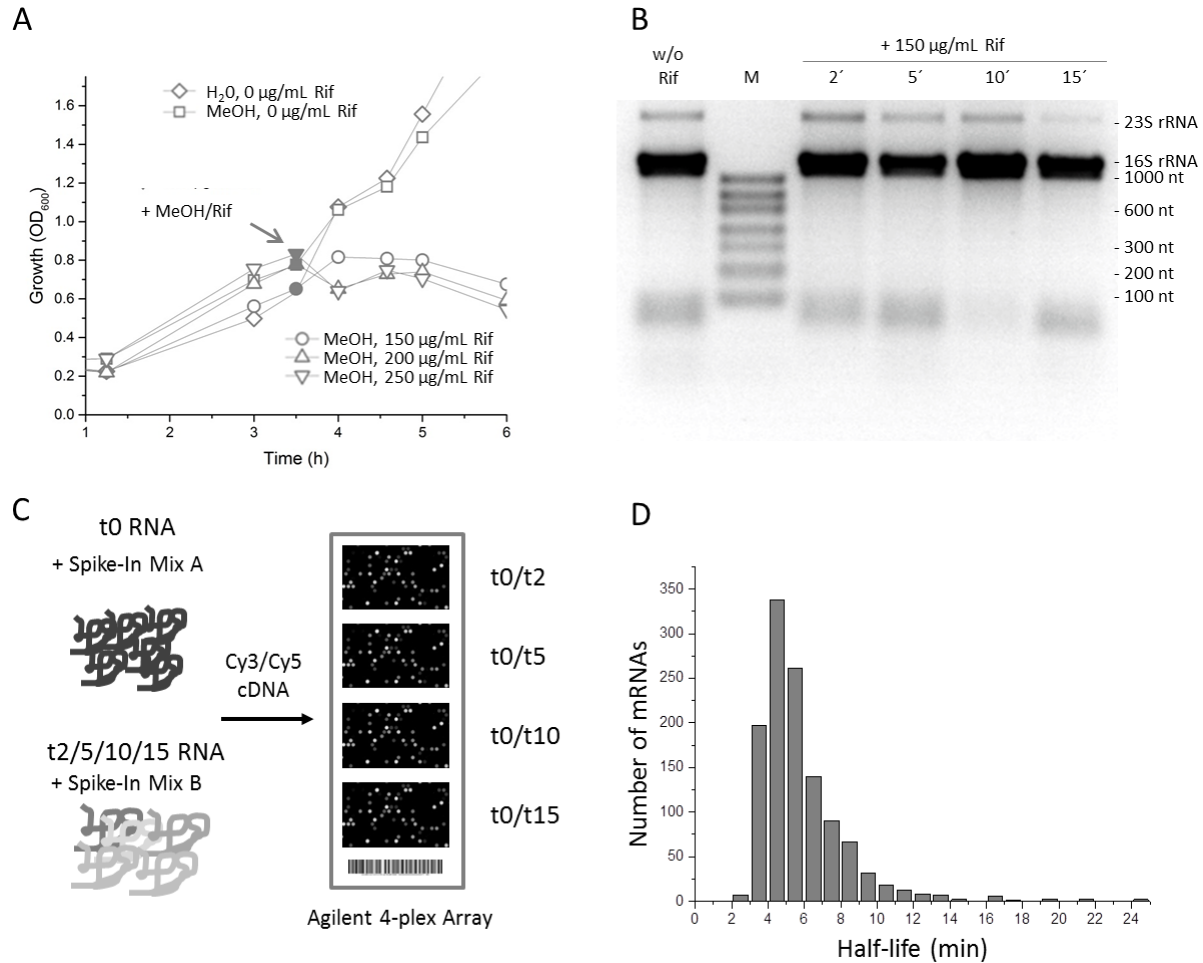 A
H₂0, 0 µg/mL Rif
MeOH, 0 µg/mL Rif
+ MeOH/Rif
Growth (OD₆₀₀)
1.6
1.4
1.2
1.0
0.8
0.6
0.4
0.2
0.0
MeOH, 150 µg/mL Rif
MeOH, 200 µg/mL Rif
MeOH, 250 µg/mL Rif
1 2 3 4 5 6
Time (h)
B
+ 150 µg/mL Rif
w/o
Rif M 2´ 5´ 10´ 15´
- 23S rRNA
- 16S rRNA
- 1000 nt
- 600 nt
- 300 nt
- 200 nt
- 100 nt
C
t0 RNA
+ Spike-In Mix A
Cy3/Cy5
cDNA
t2/5/10/15 RNA
+ Spike-In Mix B
t0/t2
t0/t5
t0/t10
t0/t15
Agilent 4-plex Array
D
Number of mRNAs
350
300
250
200
150
100
50
0
0 2 4 6 8 10 12 14 16 18 20 22 24
Half-life (min)